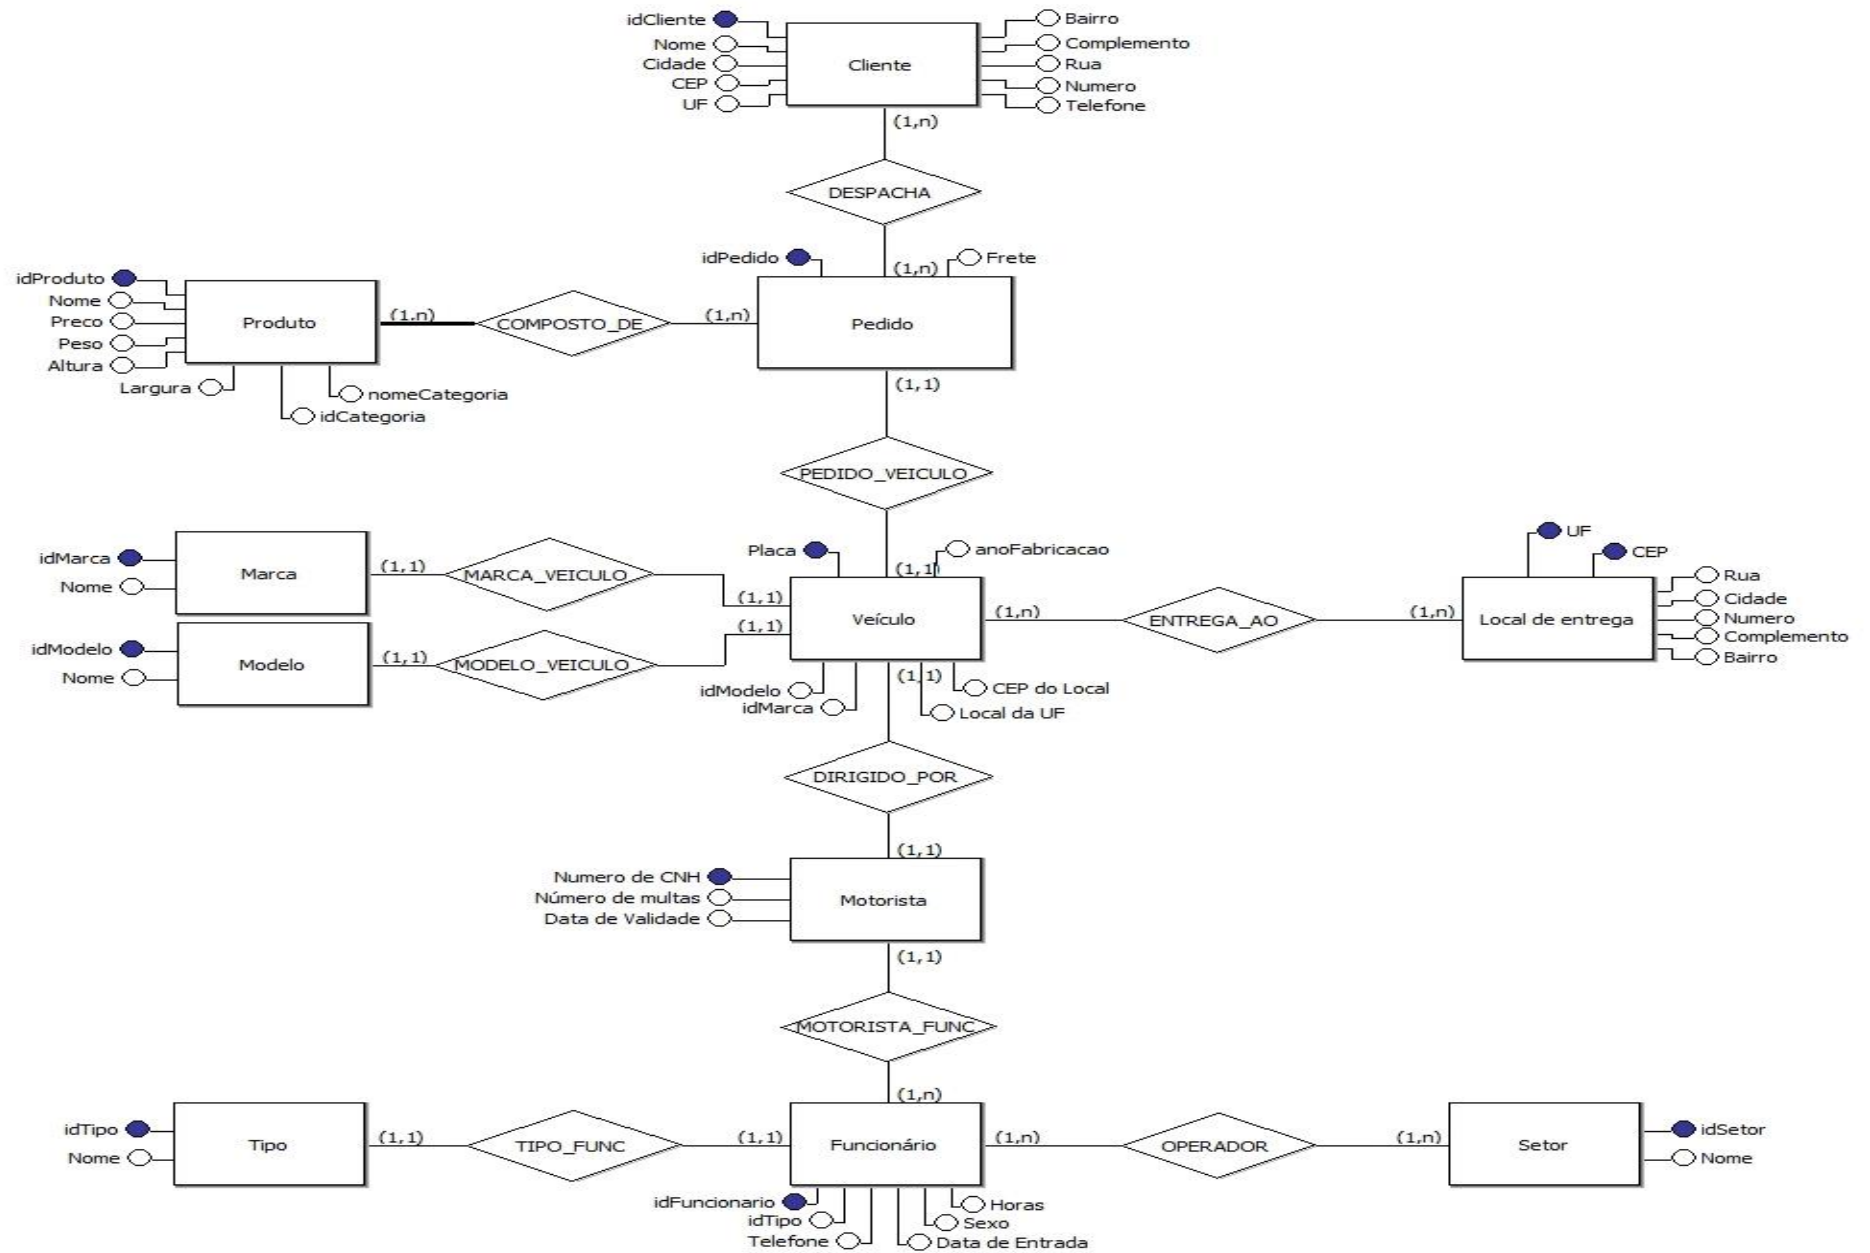 idCliente
Nome
Cidade
CEP
UF
Cliente
Bairro
Complemento
Rua
Numero
Telefone
(1,n)
DESPACHA
(1,n)
idPedido
Frete
Pedido
idProduto
Nome
Preco
Peso
Altura
Largura
idCategoria
nomeCategoria
Produto
(1.n)
COMPOSTO_DE
(1,n)
(1,1)
PEDIDO_VEICULO
(1,1)
Placa
anoFabricacao
Veículo
idModelo
idMarca
Local da UF
CEP do Local
idMarca
Nome
Marca
(1,1)
MARCA_VEICULO
(1,1)
idModelo
Nome
Modelo
(1,1)
MODELO_VEICULO
(1,1)
(1,n)
ENTREGA_AO
(1,n)
UF
CEP
Local de entrega
Rua
Cidade
Numero
Complemento
Bairro
(1,1)
DIRIGIDO_POR
(1,1)
Numero de CNH
Número de multas
Data de Validade
Motorista
(1,1)
MOTORISTA_FUNC
(1,n)
idTipo
Nome
Tipo
(1,1)
TIPO_FUNC
(1,1)
Funcionário
idFuncionario
idTipo
Telefone
Horas
Sexo
Data de Entrada
(1,n)
OPERADOR
(1,n)
Setor
idSetor
Nome